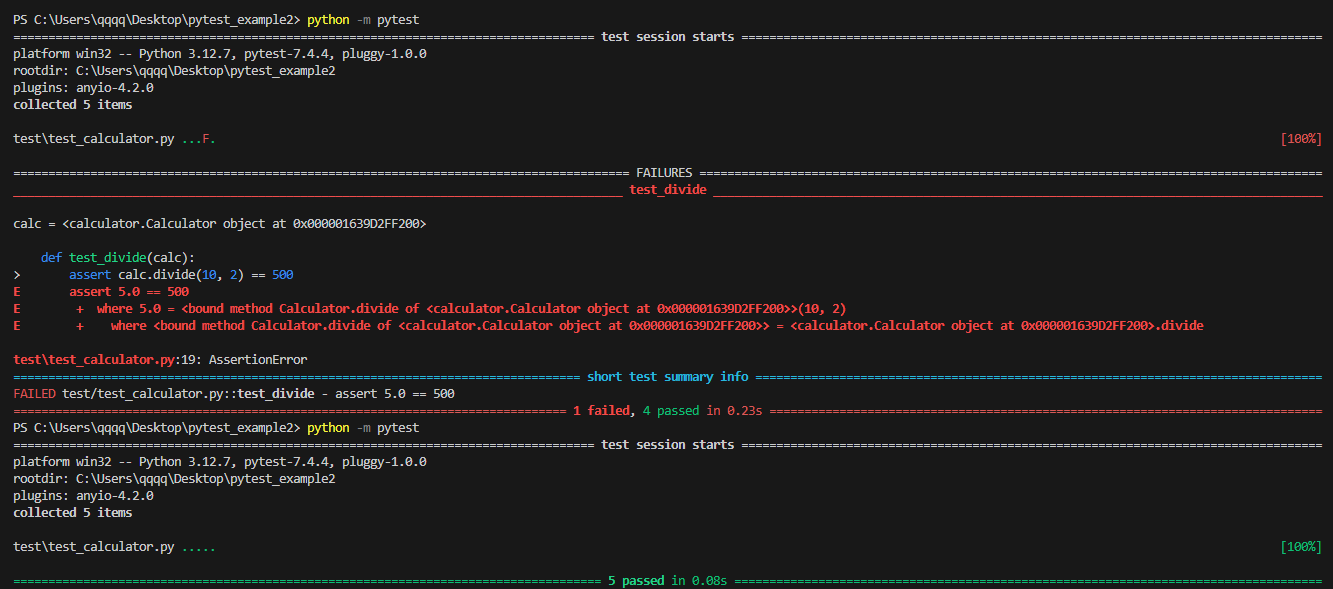 PS C:\Users\qqqq\Desktop\pytest_example2> python -m pytest
=================================================================================== test session starts ===================================================================================
platform win32 -- Python 3.12.7, pytest-7.4.4, pluggy-1.0.0
rootdir: C:\Users\qqqq\Desktop\pytest_example2
plugins: anyio-4.2.0
collected 5 items
test\test_calculator.py ...F. [100%]
======================================================================================== FAILURES =========================================================================================
_______________________________________________________________________________________ test_divide _______________________________________________________________________________________
calc = <calculator.Calculator object at 0x000001639D2FF200>
def test_divide(calc):
> assert calc.divide(10, 2) == 500
E assert 5.0 == 500
E + where 5.0 = <bound method Calculator.divide of <calculator.Calculator object at 0x000001639D2FF200>>(10, 2)
E + where <bound method Calculator.divide of <calculator.Calculator object at 0x000001639D2FF200>> = <calculator.Calculator object at 0x000001639D2FF200>.divide
test\test_calculator.py:19: AssertionError
================================================================================= short test summary info =================================================================================
FAILED test/test_calculator.py::test_divide - assert 5.0 == 500
=============================================================================== 1 failed, 4 passed in 0.23s ===============================================================================
PS C:\Users\qqqq\Desktop\pytest_example2> python -m pytest
=================================================================================== test session starts ===================================================================================
platform win32 -- Python 3.12.7, pytest-7.4.4, pluggy-1.0.0
rootdir: C:\Users\qqqq\Desktop\pytest_example2
plugins: anyio-4.2.0
collected 5 items
test\test_calculator.py ..... [100%]
==================================================================================== 5 passed in 0.08s ====================================================================================